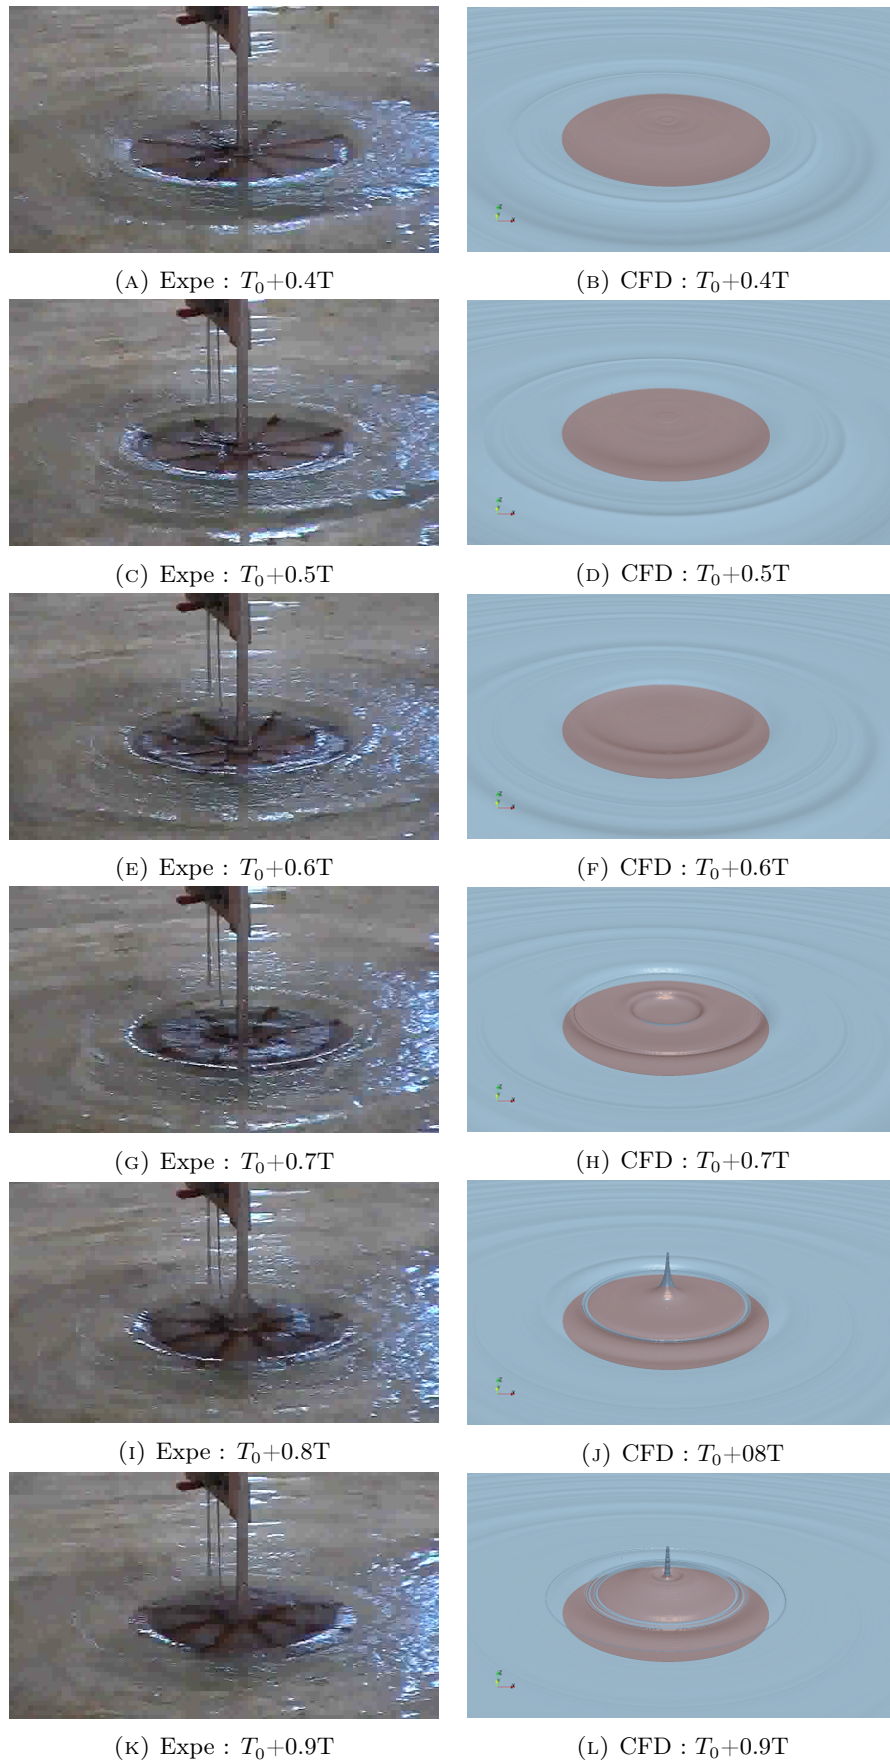 (A) Expe : T₀+0.4T
(B) CFD : T₀+0.4T
(C) Expe : T₀+0.5T
(D) CFD : T₀+0.5T
(E) Expe : T₀+0.6T
(F) CFD : T₀+0.6T
(G) Expe : T₀+0.7T
(H) CFD : T₀+0.7T
(I) Expe : T₀+0.8T
(J) CFD : T₀+08T
(K) Expe : T₀+0.9T
(L) CFD : T₀+0.9T